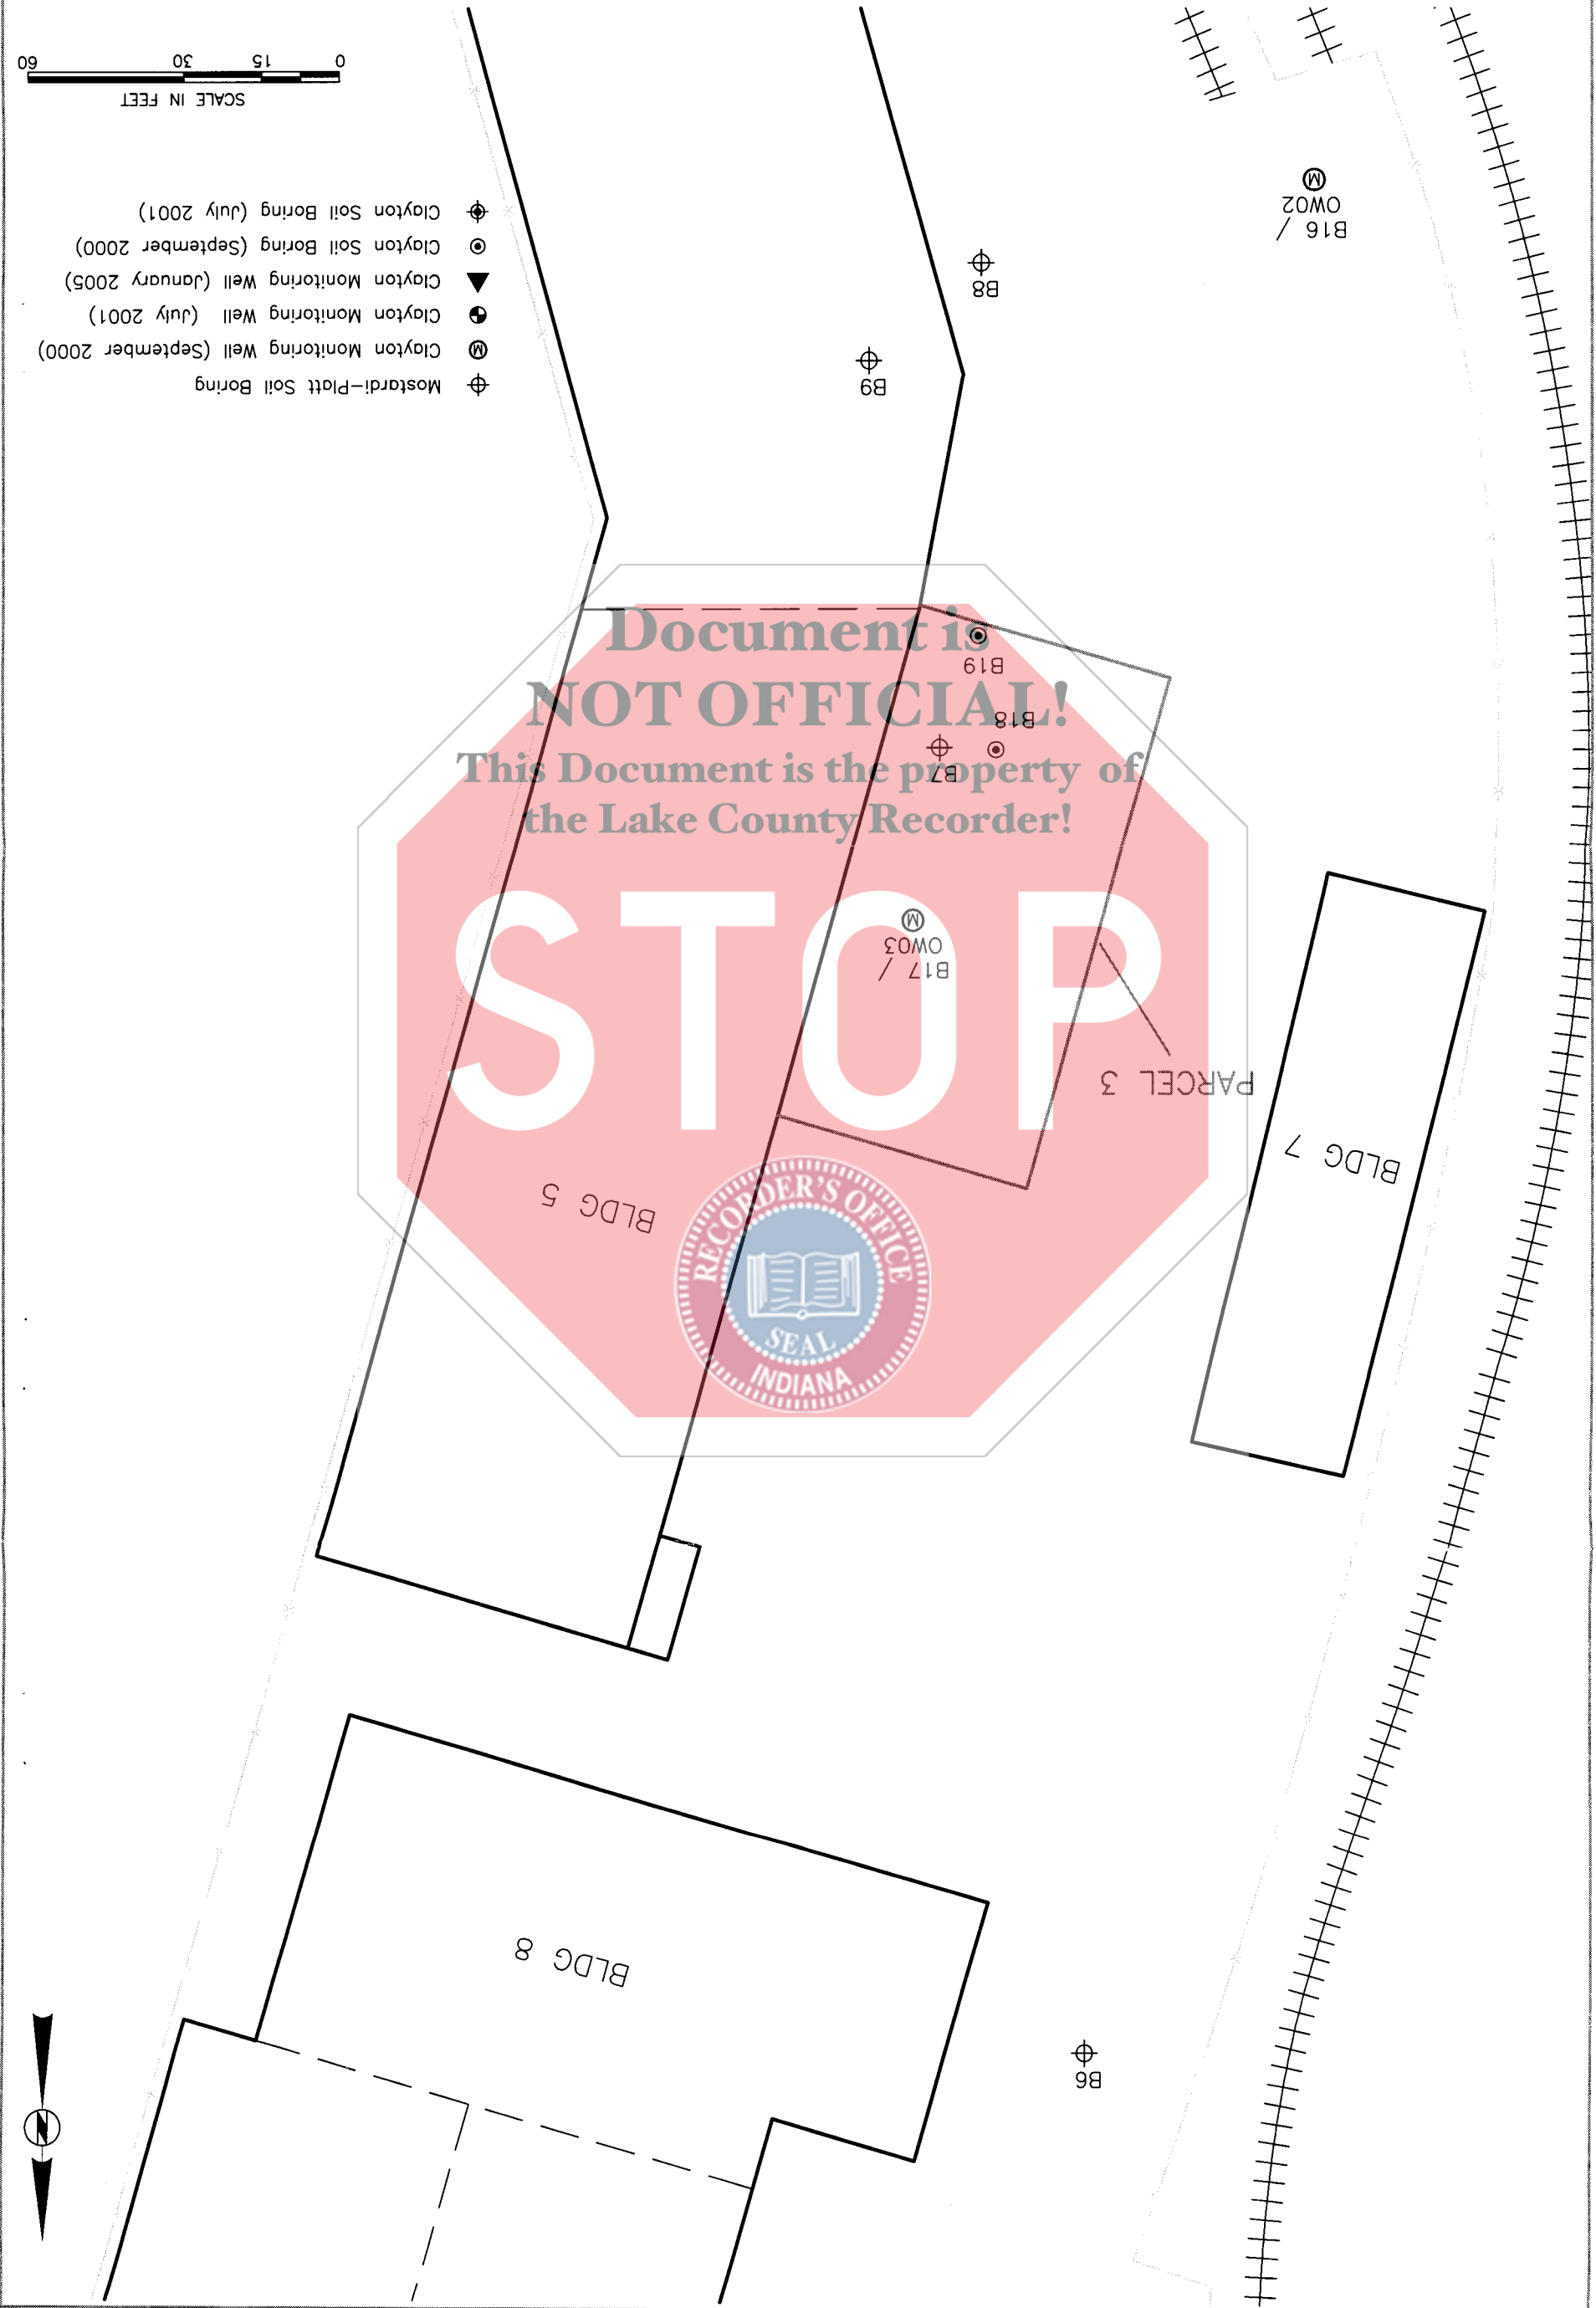 BLDG 8
B6
BLDG 5
BLDG 7
PARCEL 3
B17 /
OW03
B7
B18
B19
B9
B8
B16 /
OW02
Mostardi-Platt Soil Boring
Clayton Monitoring Well (September 2000)
Clayton Monitoring Well (July 2001)
Clayton Monitoring Well (January 2005)
Clayton Soil Boring (September 2000)
Clayton Soil Boring (July 2001)
SCALE IN FEET
0 15 30 60
N
M
M
M
Document is
NOT OFFICIAL!
This Document is the property of
the Lake County Recorder!
STOP
RECORDER'S OFFICE
SEAL
INDIANA